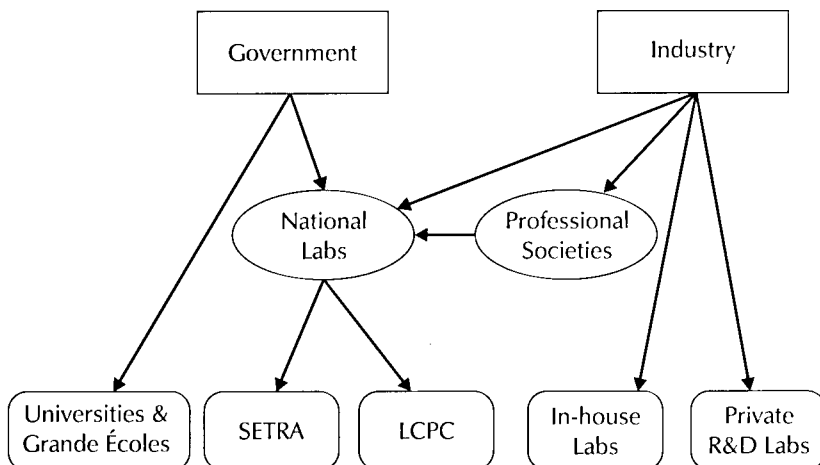 Government
Industry
National
Labs
Professional
Societies
Universities &
Grande Écoles
SETRA
LCPC
In-house
Labs
Private
R&D Labs